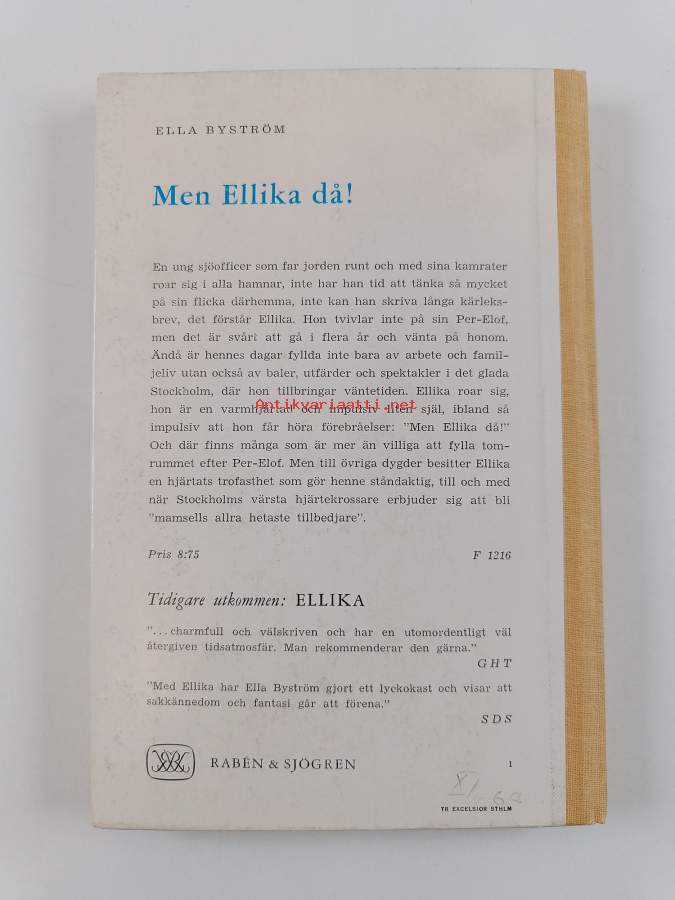 ELLA BYSTRÖM
Men Ellika då!
En ung sjöofficer som far jorden runt och med sina kamrater
roar sig i alla hamnar, inte har han tid att tänka så mycket
på sin flicka därhemma, inte kan han skriva långa kärleks-
brev, det förstår Ellika. Hon tvivlar inte på sin Per-Elof,
men det är svårt att gå i flera år och vänta på honom.
Ändå är hennes dagar fyllda inte bara av arbete och famil-
jeliv utan också av baler, utfärder och spektakler i det glada
Stockholm, där hon tillbringar väntetiden. Ellika roar sig,
hon är en varmhjärtad och impulsiv liten själ, ibland så
Antikvariaatti.net
impulsiv att hon får höra förebråelser: "Men Ellika då!"
Och där finns många som är mer än villiga att fylla tom-
rummet efter Per-Elof. Men till övriga dygder besitter Ellika
en hjärtats trofasthet som gör henne ståndaktig, till och med
när Stockholms värsta hjärtekrossare erbjuder sig att bli
"mamsells allra hetaste tillbedjare".
Pris 8:75 F 1216
Tidigare utkommen: ELLIKA
"...charmfull och välskriven och har en utomordentligt väl
återgiven tidsatmosfär. Man rekommenderar den gärna."
GHT
"Med Ellika har Ella Byström gjort ett lyckokast och visar att
sakkännedom och fantasi går att förena."
SDS
RABÉN & SJÖGREN 1
XI
TR EXCELSIOR STHLM